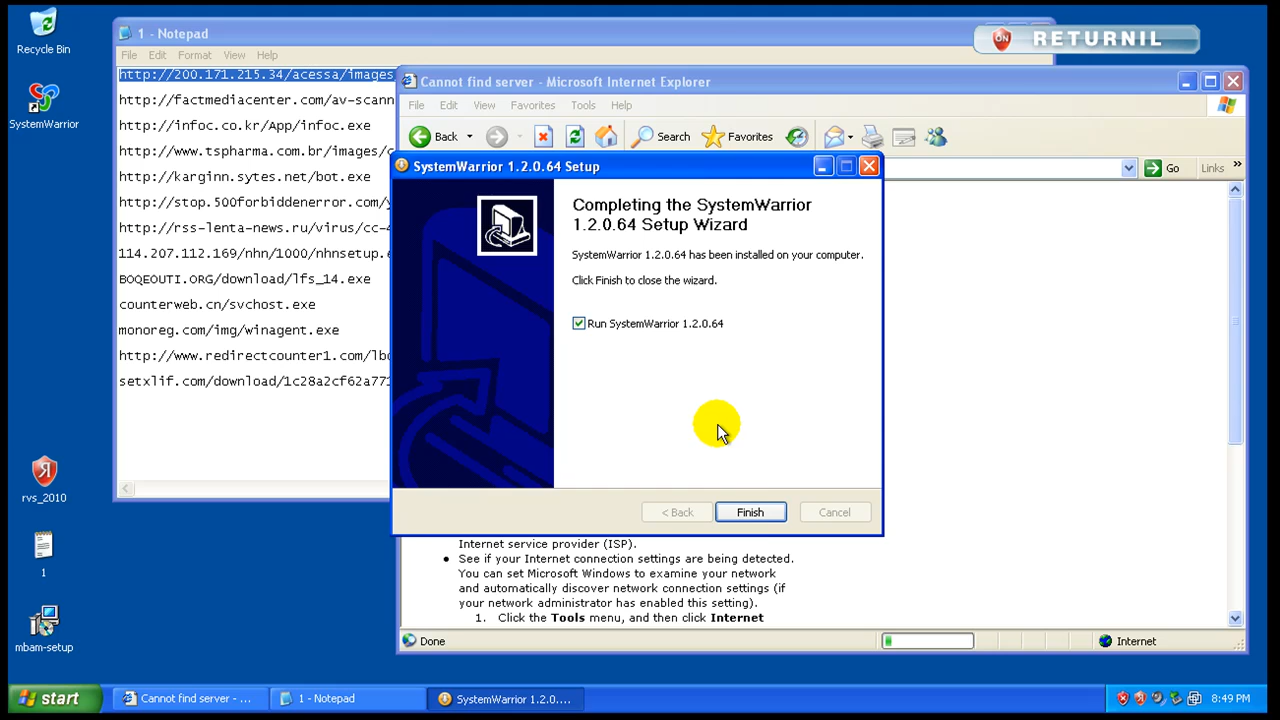 Recycle Bin
SystemWarrior
rvs_2010
1
mbam-setup
1 - Notepad
File Edit Format View Help
http://200.171.215.34/acessa/images
http://factmediacenter.com/av-scann
http://infoc.co.kr/App/infoc.exe
http://www.tspharma.com.br/images/
http://karginn.sytes.net/bot.exe
http://stop.500forbiddenerror.com/
http://rss-lenta-news.ru/virus/cc-4
114.207.112.169/nhn/1000/nhnsetup.e
BOQEOUTI.ORG/download/lfs_14.exe
counterweb.cn/svchost.exe
monoreg.com/img/winagent.exe
http://www.redirectcounter1.com/lb
setxlif.com/download/1c28a2cf62a771
ON RETURNIL
Cannot find server - Microsoft Internet Explorer
File Edit View Favorites Tools Help
Back Search Favorites
Go Links »
SystemWarrior 1.2.0.64 Setup
Completing the SystemWarrior
1.2.0.64 Setup Wizard
SystemWarrior 1.2.0.64 has been installed on your computer.
Click Finish to close the wizard.
Run SystemWarrior 1.2.0.64
< Back Finish Cancel
Internet service provider (ISP).
• See if your Internet connection settings are being detected.
You can set Microsoft Windows to examine your network
and automatically discover network connection settings (if
your network administrator has enabled this setting).
1. Click the Tools menu, and then click Internet
Done Internet
start Cannot find server - ... 1 - Notepad SystemWarrior 1.2.0.... 8:49 PM